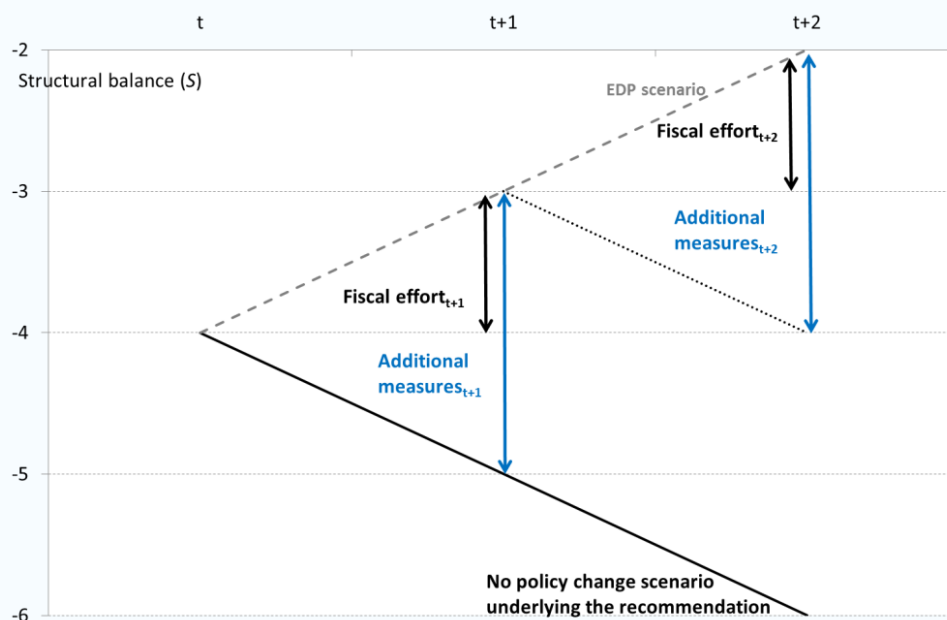 t t+1 t+2
-2
Structural balance (S)
EDP scenario
Fiscal effortt+2
-3
Additional
measurest+2
Fiscal effortt+1
-4
Additional
measurest+1
-5
No policy change scenario
underlying the recommendation
-6